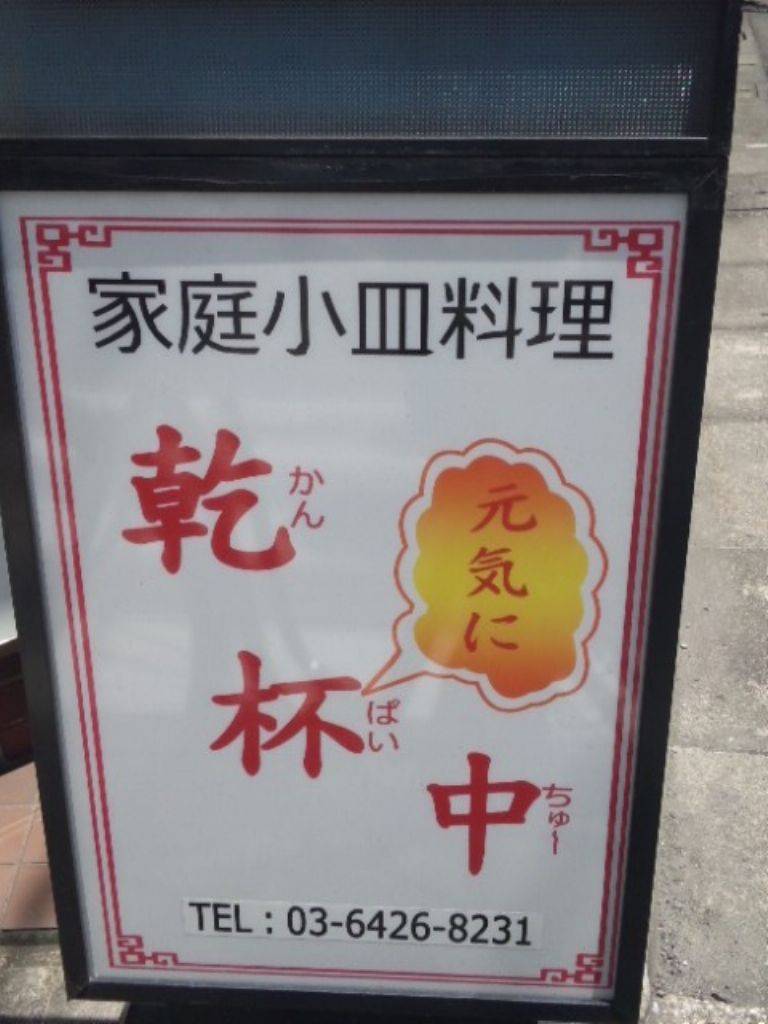 家庭小皿料理
乾
かん
元気に
杯
ぱい
中
ちゅ〜
TEL：03-6426-8231